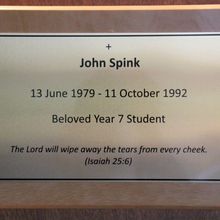 +
John Spink
13 June 1979 - 11 October 1992
Beloved Year 7 Student
The Lord will wipe away the tears from every cheek.
(Isaiah 25:6)